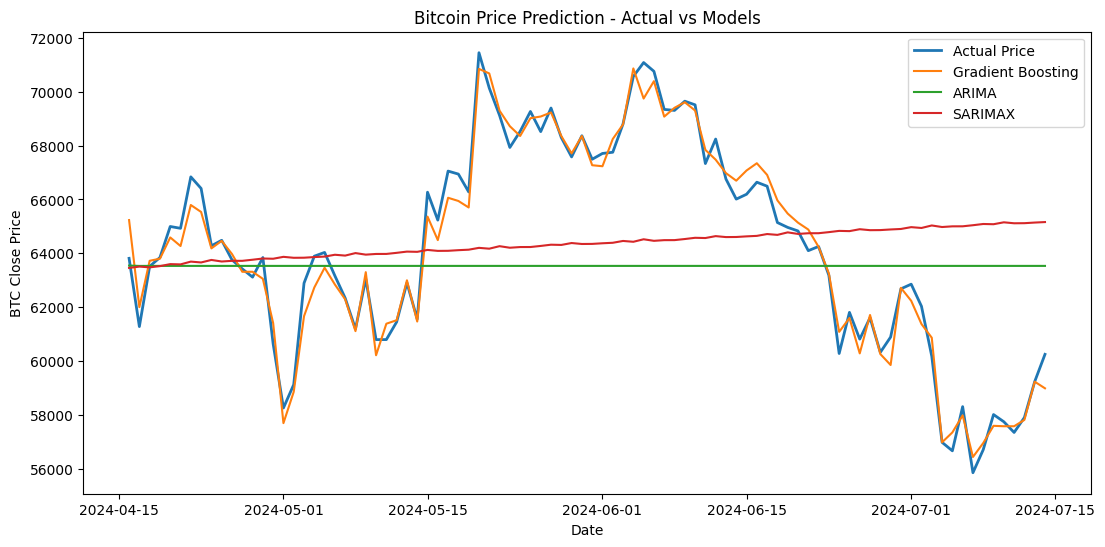 Bitcoin Price Prediction - Actual vs Models
72000
70000
68000
66000
64000
62000
60000
58000
56000
BTC Close Price
Actual Price
Gradient Boosting
ARIMA
SARIMAX
2024-04-15
2024-05-01
2024-05-15
2024-06-01
2024-06-15
2024-07-01
2024-07-15
Date